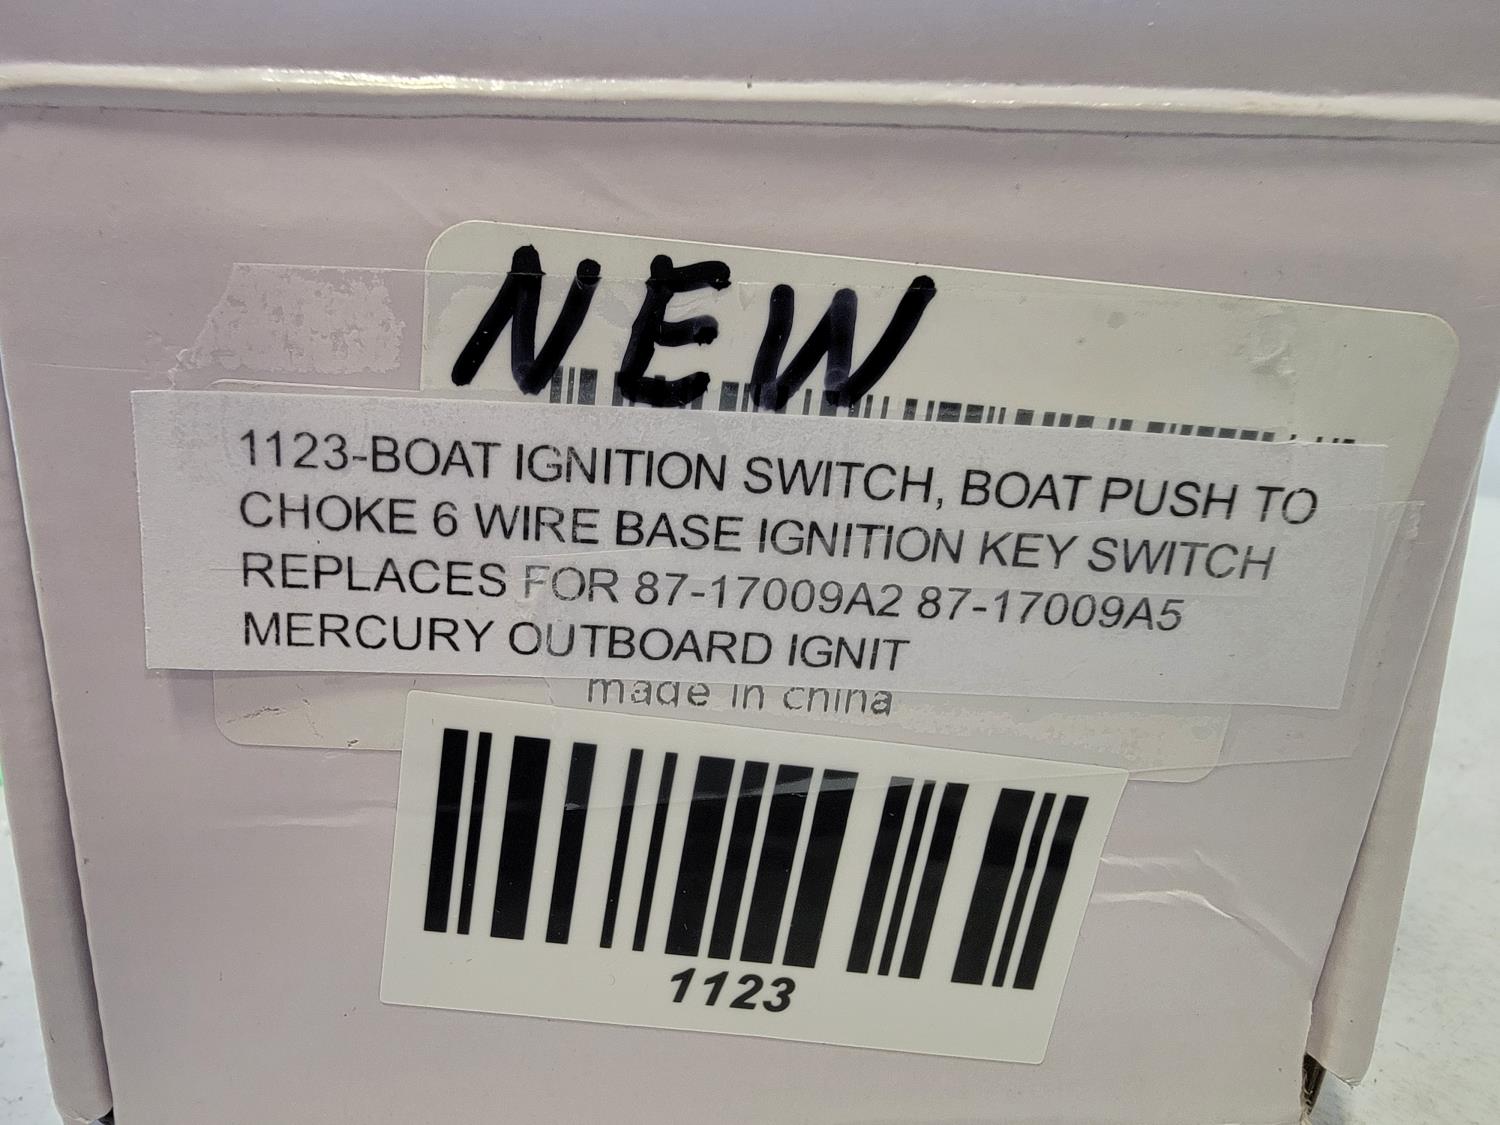 NEW
1123-BOAT IGNITION SWITCH, BOAT PUSH TO
CHOKE 6 WIRE BASE IGNITION KEY SWITCH
REPLACES FOR 87-17009A2 87-17009A5
MERCURY OUTBOARD IGNIT
made in china
1123